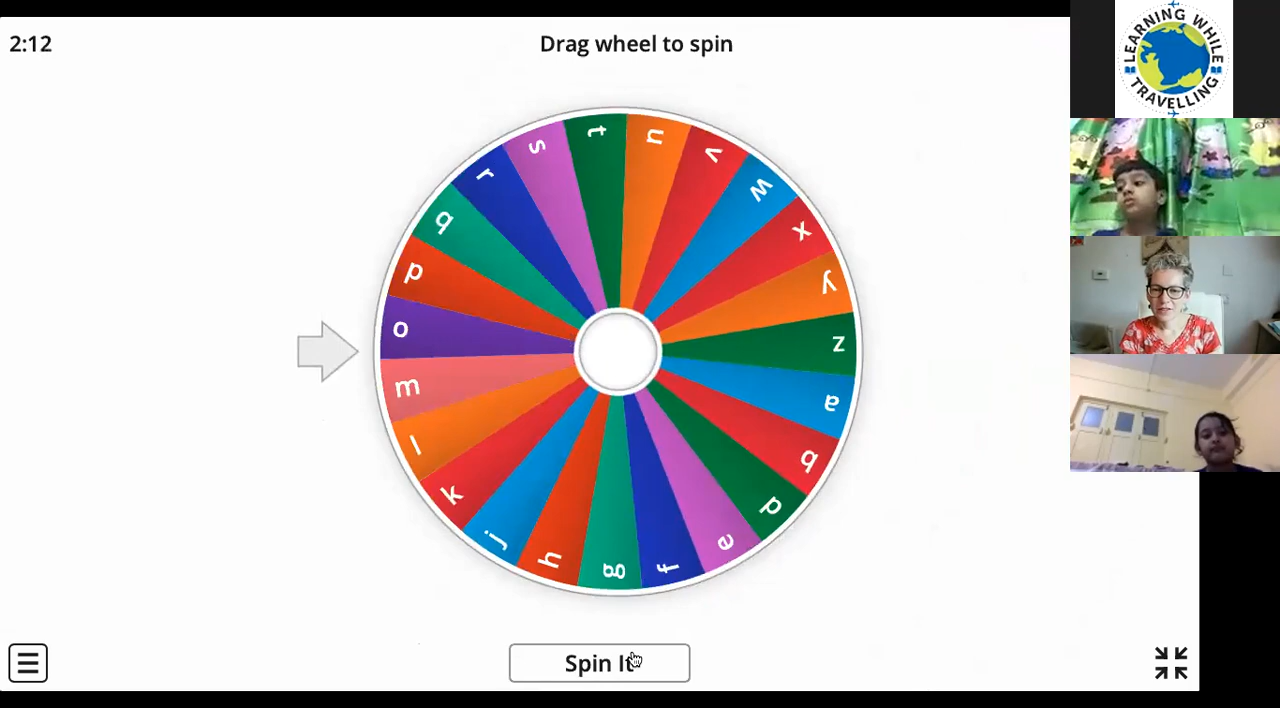 2:12
Drag wheel to spin
o
p
q
r
s
t
u
v
w
x
y
z
a
b
d
e
f
g
h
j
k
l
m
Spin It
LEARNING WHILE
TRAVELLING